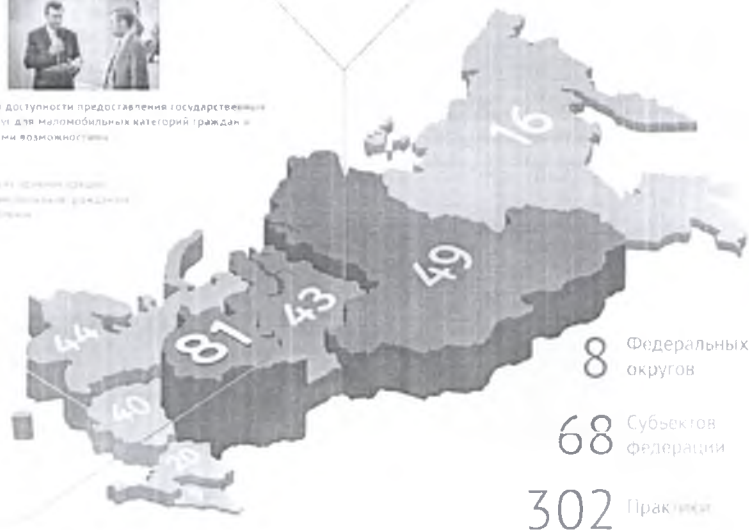 доступности предоставления государственных
для маломобильных категорий граждан
возможностями
16
49
43
81
44
40
20
8 Федеральных
округов
68 Субъектов
федерации
302 Практики